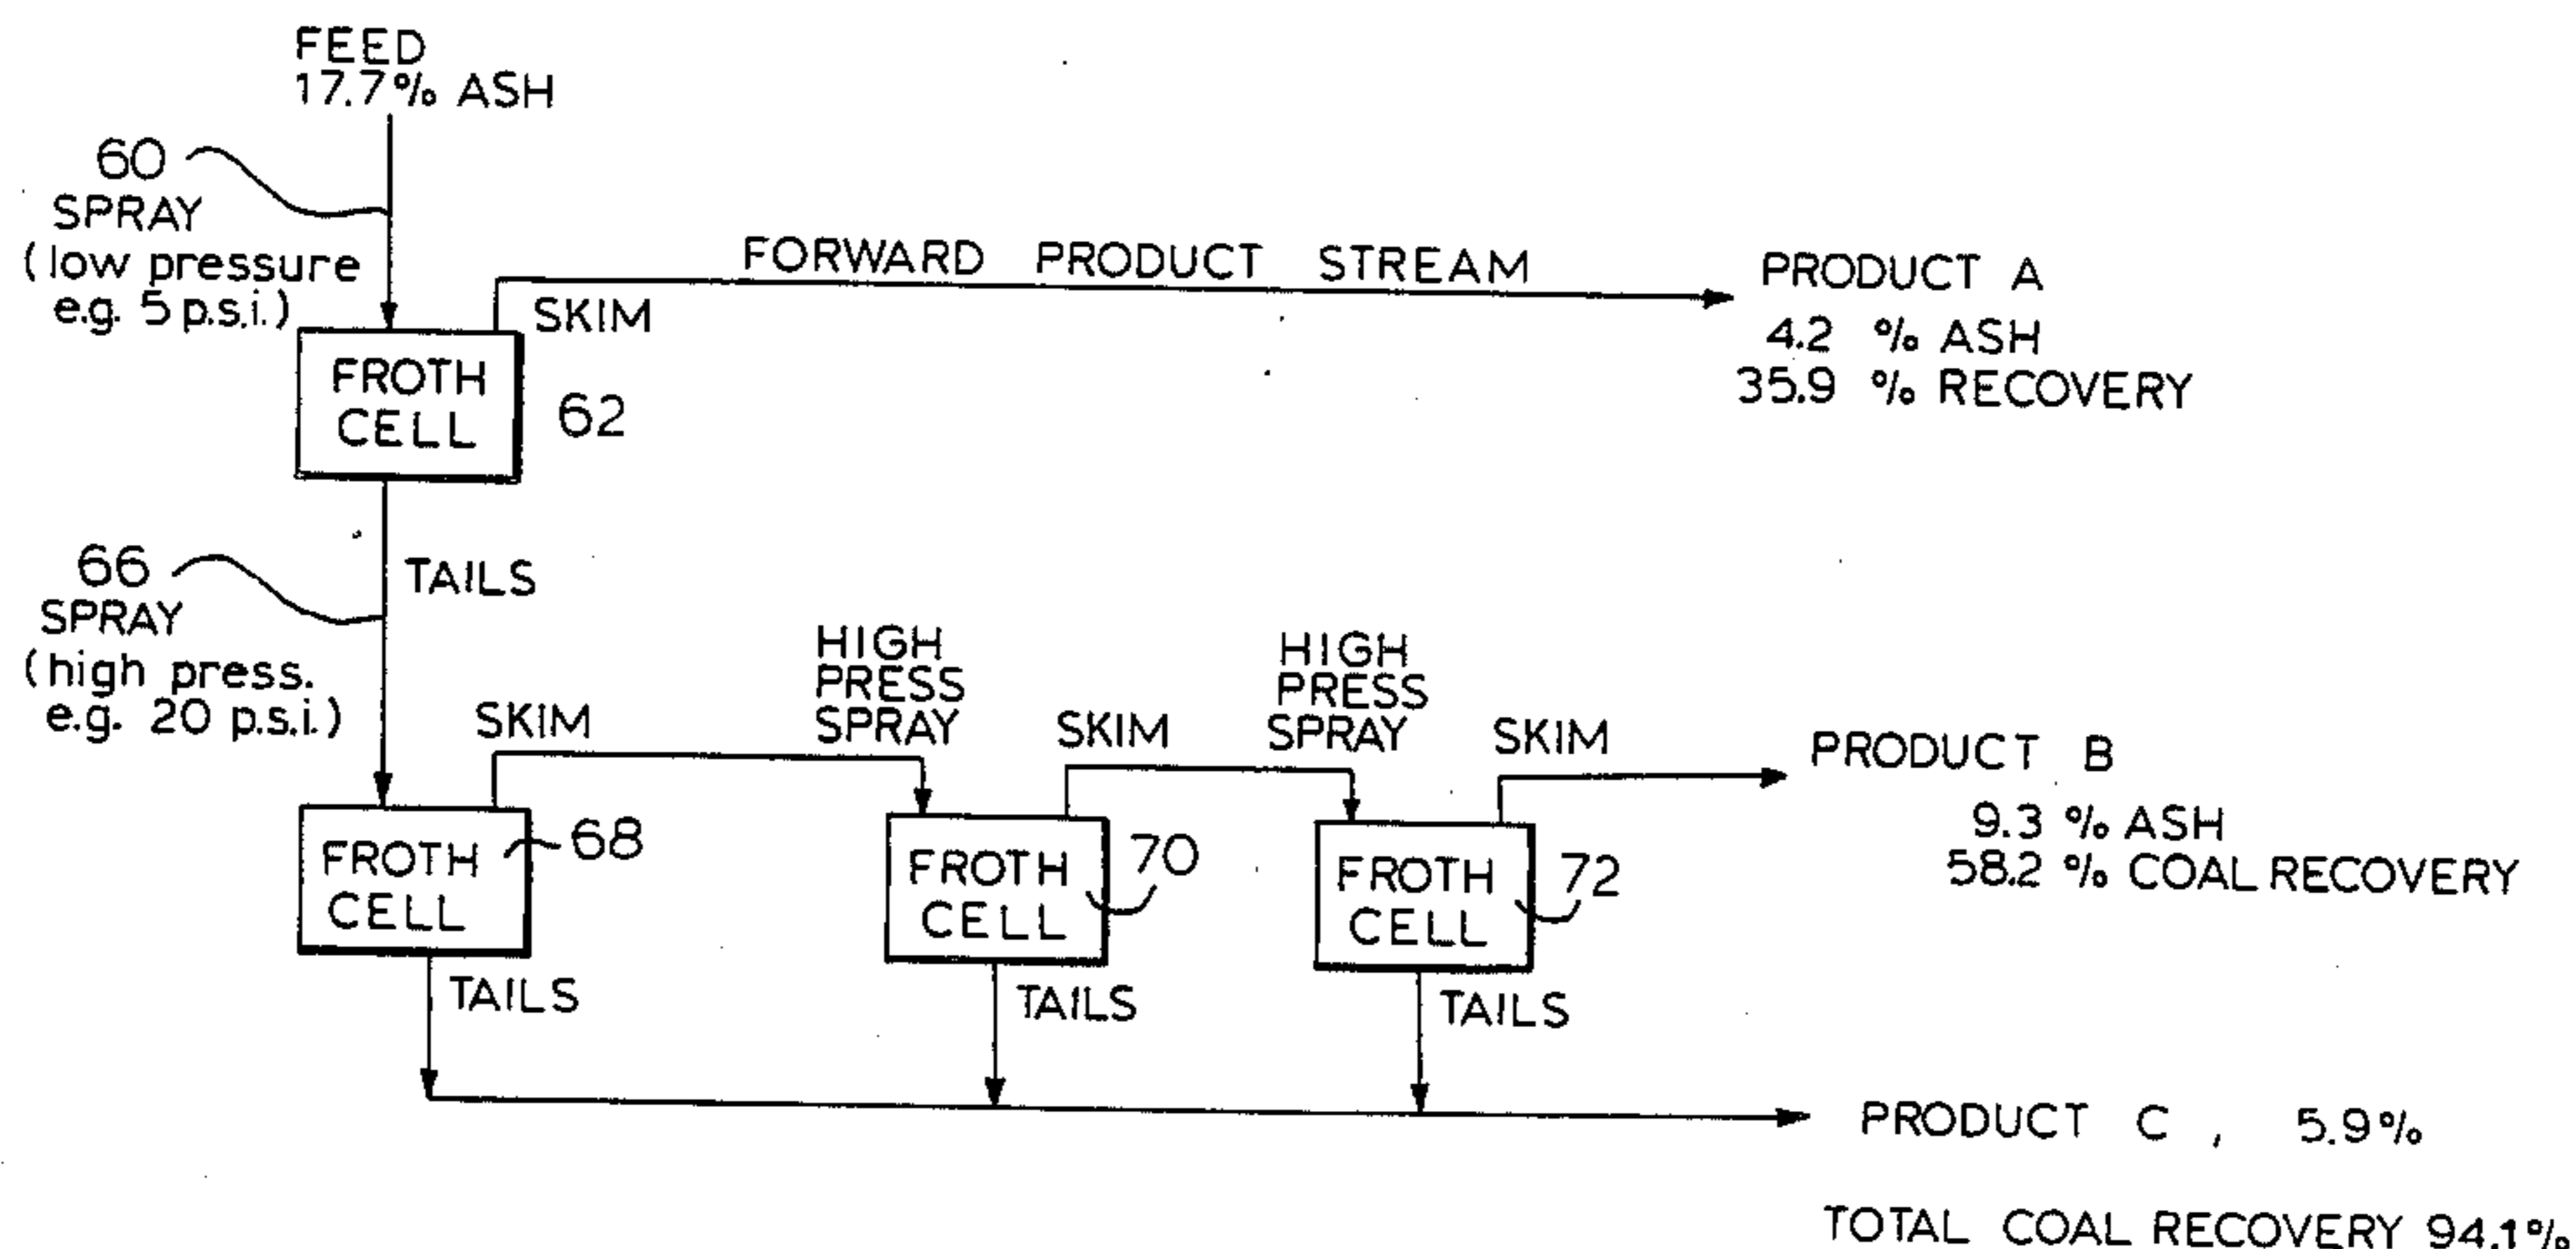 FEED
17.7% ASH
60
SPRAY
(low pressure
e.g. 5 p.s.i.)
FORWARD PRODUCT STREAM
SKIM
PRODUCT A
4.2 % ASH
35.9 % RECOVERY
FROTH
CELL
62
66
SPRAY
(high press.
e.g. 20 p.s.i.)
TAILS
SKIM
HIGH
PRESS
SPRAY
SKIM
HIGH
PRESS
SPRAY
SKIM
PRODUCT B
9.3 % ASH
58.2 % COAL RECOVERY
FROTH
CELL
68
FROTH
CELL
70
FROTH
CELL
72
TAILS
TAILS
TAILS
PRODUCT C , 5.9%
TOTAL COAL RECOVERY 94.1%